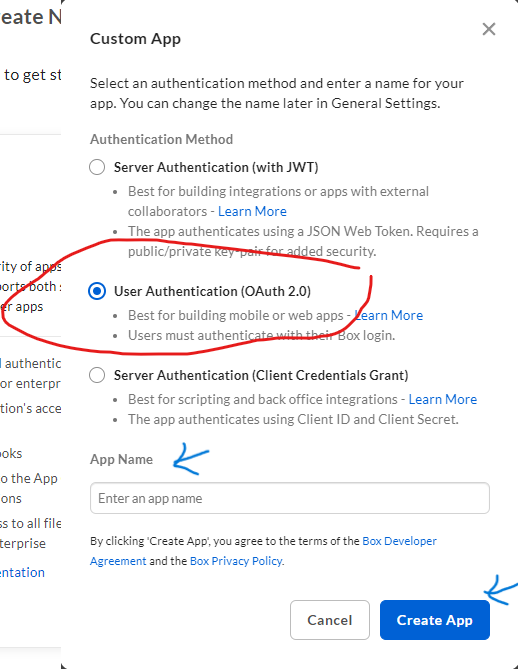 reate N
to get st
rity of apps
ports both s
er apps
d authentic
or enterpr
tion's acce
ooks
o the App
ons
ss to all file
terprise
entation
Custom App
Select an authentication method and enter a name for your
app. You can change the name later in General Settings.
Authentication Method
Server Authentication (with JWT)
Best for building integrations or apps with external
collaborators - Learn More
The app authenticates using a JSON Web Token. Requires a
public/private key-pair for added security.
User Authentication (OAuth 2.0)
Best for building mobile or web apps - Learn More
Users must authenticate with their Box login.
Server Authentication (Client Credentials Grant)
Best for scripting and back office integrations - Learn More
The app authenticates using Client ID and Client Secret.
App Name
Enter an app name
By clicking 'Create App', you agree to the terms of the Box Developer
Agreement and the Box Privacy Policy.
Cancel
Create App